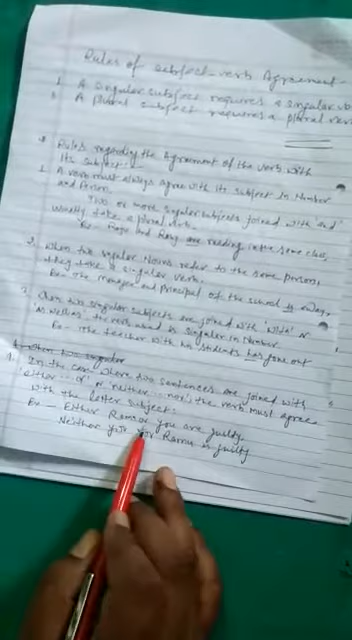 Rules of subject-verb Agreement-
1. A singular subject requires a singular verb
2. A plural subject requires a plural verb
* Rules regarding the Agreement of the verb with
its subject:-
1. A verb must always agree with its subject in Number
and Person.
Two or more singular subjects joined with 'and'
usually take a plural verb.
Ex- Raju and Rony are reading in the same class,
2. When two singular Nouns refer to the same persons,
they take a singular verb.
Ex- The manager and Principal of the school is away,
3. When two singular subjects are joined with 'with' or
'as well as' the verb used is singular in Number
Ex- The teacher with his students has gone out
In the case where two sentences are joined with
'either ... or' or 'neither ... nor' the verb must agree
with the latter subject:
Ex- Either Ram or you are guilty.
Neither you nor Ramu is guilty